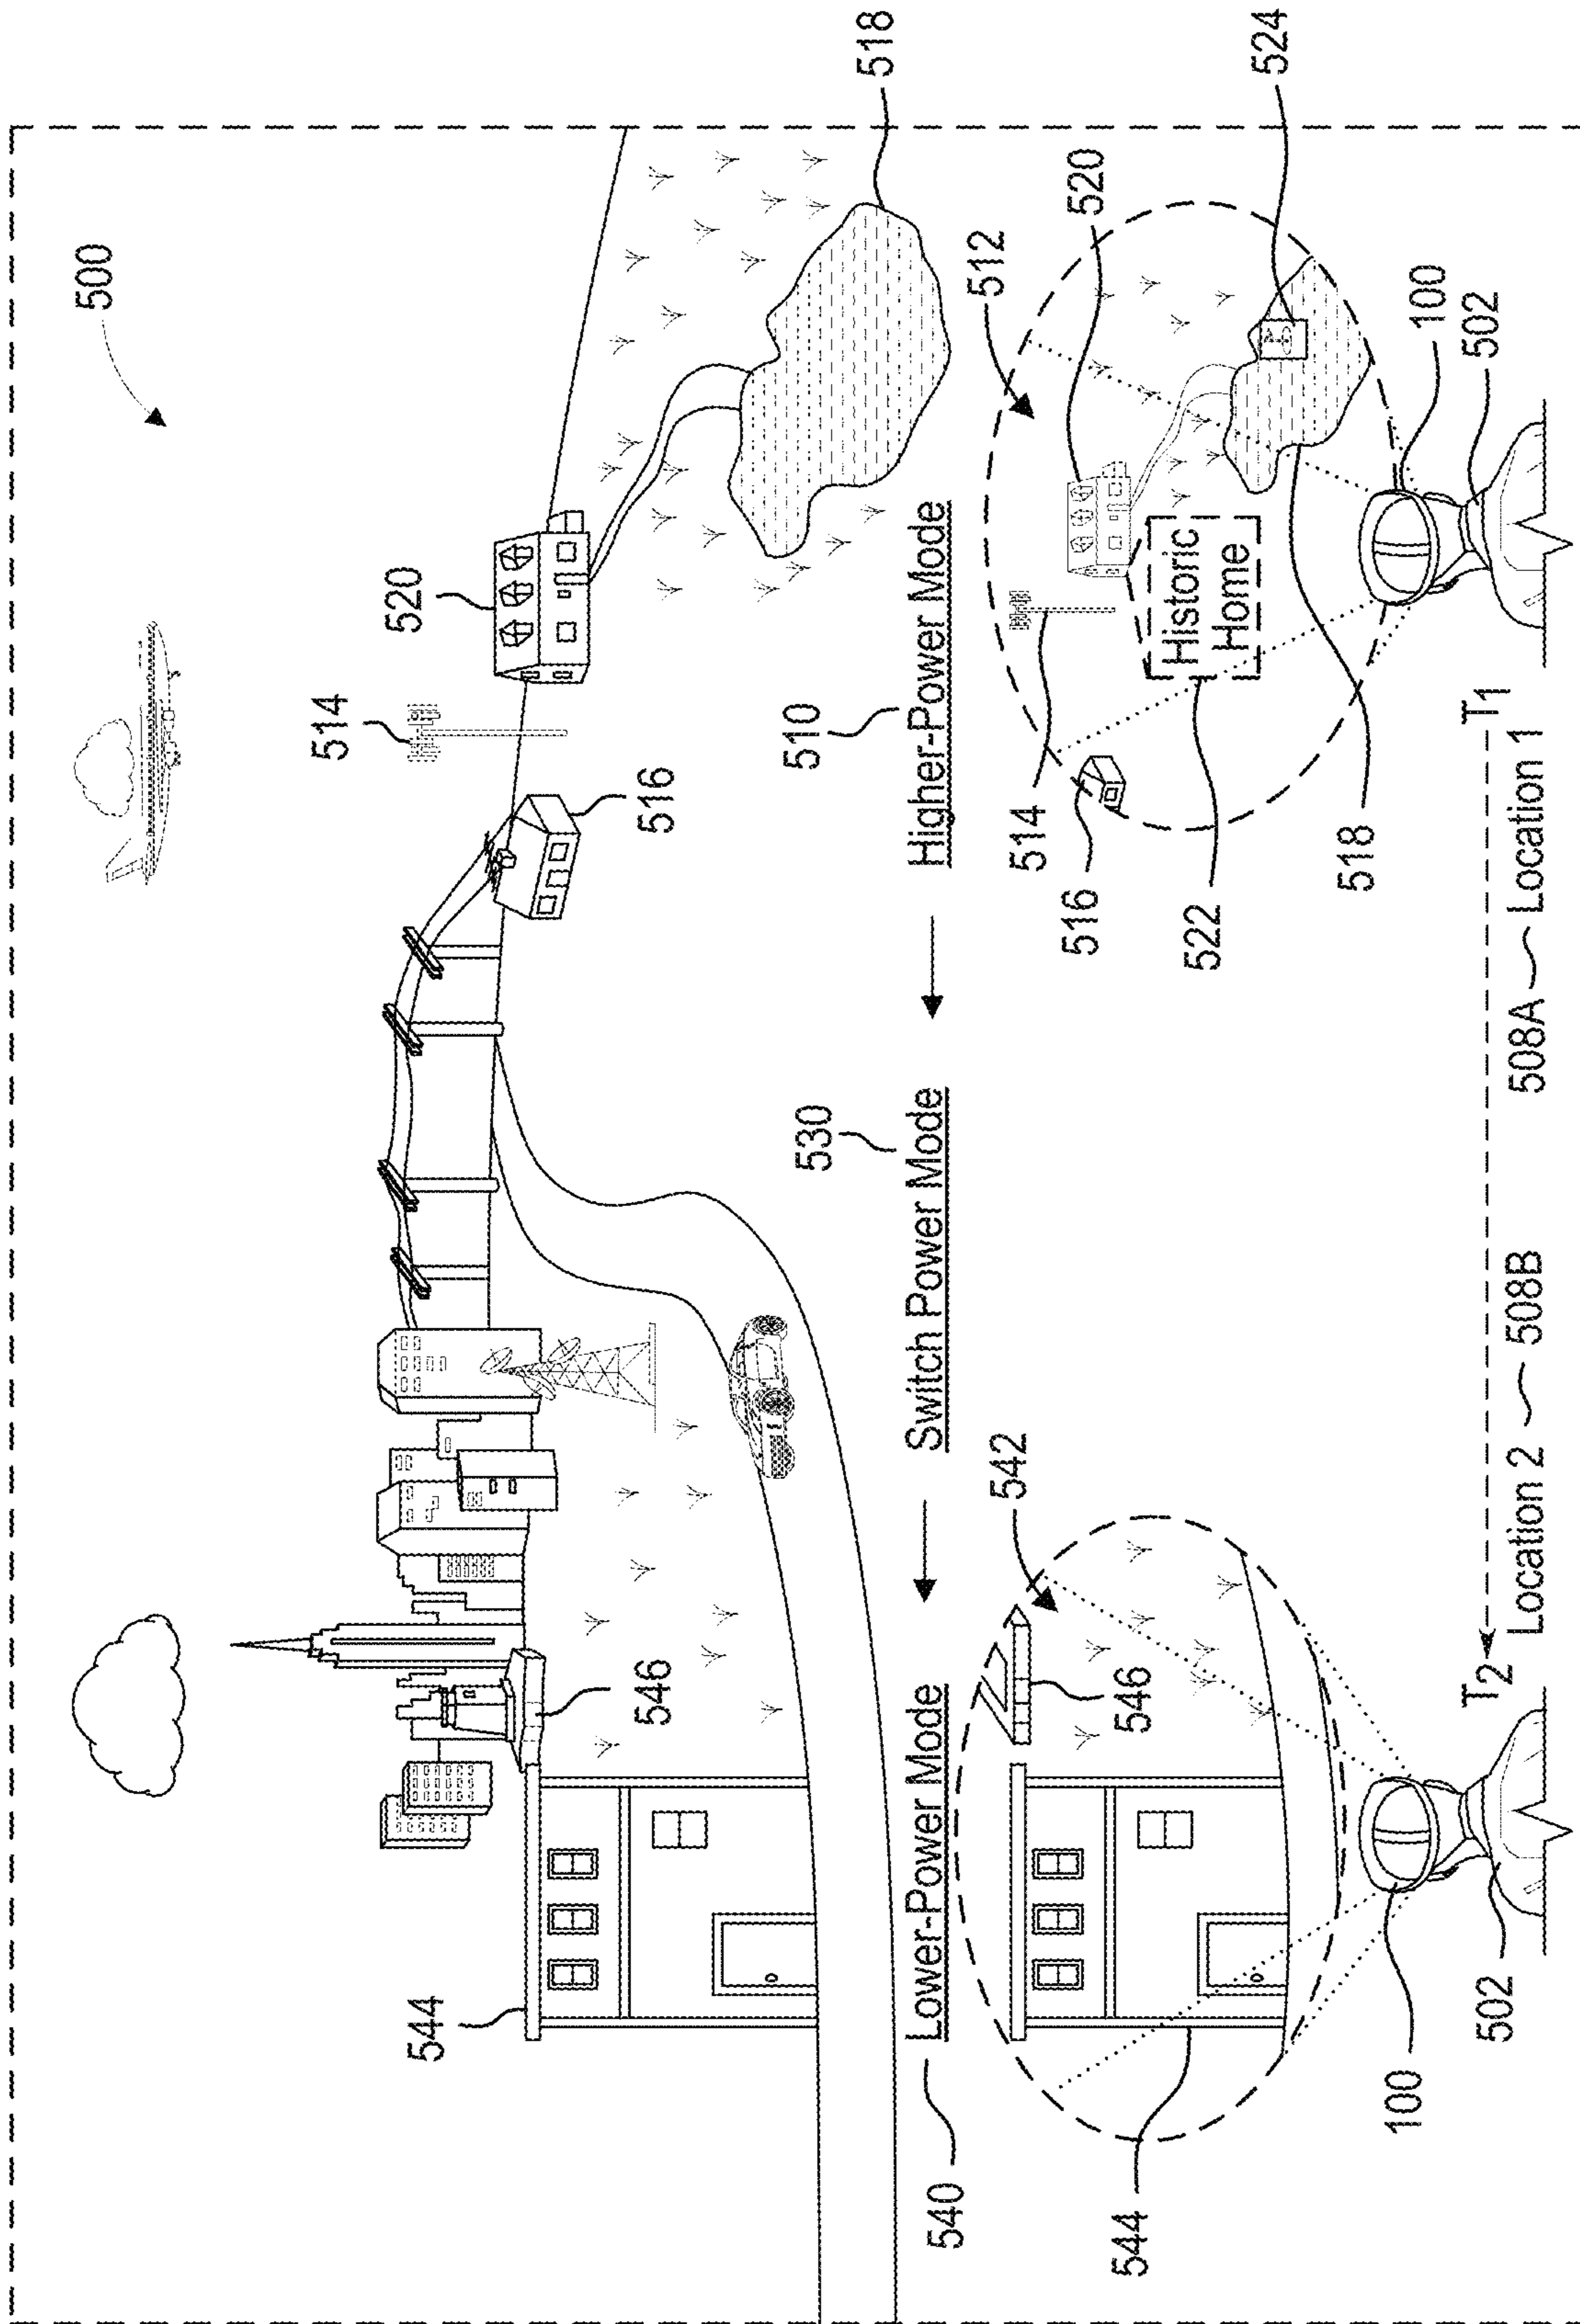 500
514
520
516
518
544
546
540
Lower-Power Mode
530
Switch Power Mode
510
Higher-Power Mode
544
546
542
516
514
522
Historic
Home
512
520
518
524
100
502
T2
T1
100
502
Location 2
508B
508A
Location 1